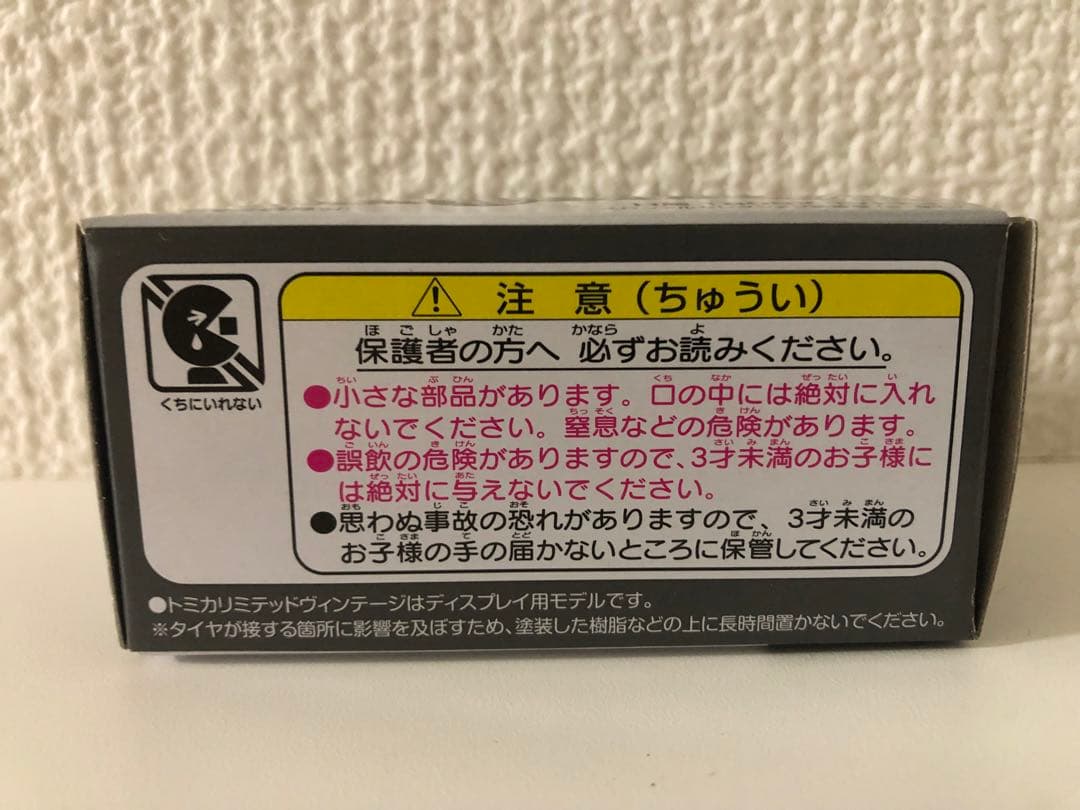 くちにいれない
注意（ちゅうい）
保護者の方へ 必ずお読みください。
●小さな部品があります。口の中には絶対に入れ
ないでください。窒息などの危険があります。
●誤飲の危険がありますので、3才未満のお子様に
は絶対に与えないでください。
●思わぬ事故の恐れがありますので、3才未満の
お子様の手の届かないところに保管してください。
●トミカリミテッドヴィンテージはディスプレイ用モデルです。
※タイヤが接する箇所に影響を及ぼすため、塗装した樹脂などの上に長時間置かないでください。